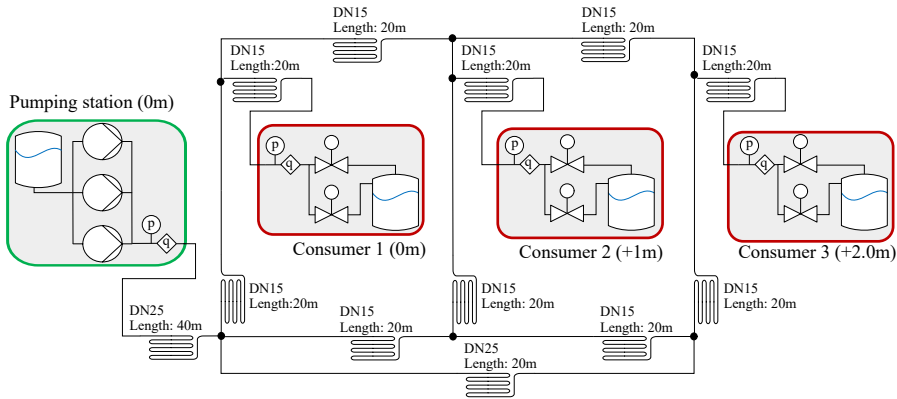 DN15
Length: 20m
DN15
Length: 20m
DN15
Length:20m
DN15
Length: 20m
DN15
Length: 20m
Pumping station (0m)
p
q
p
q
Consumer 1 (0m)
p
q
Consumer 2 (+1m)
p
q
Consumer 3 (+2.0m)
DN15
Length:20m
DN15
Length: 20m
DN15
Length: 20m
DN25
Length: 40m
DN15
Length: 20m
DN15
Length: 20m
DN25
Length: 20m